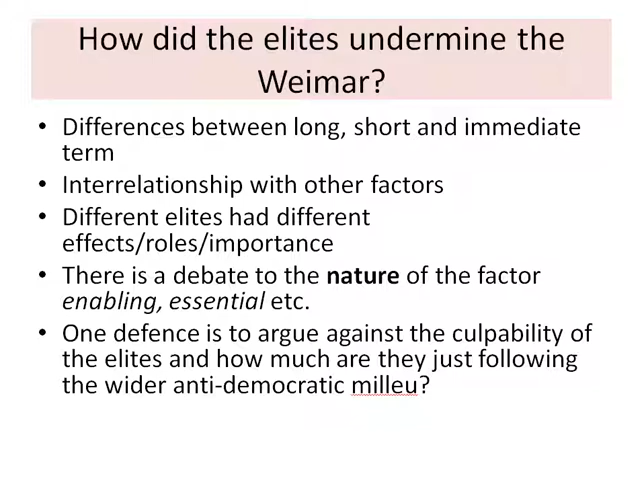 How did the elites undermine the
Weimar?
• Differences between long, short and immediate
term
• Interrelationship with other factors
• Different elites had different
effects/roles/importance
• There is a debate to the nature of the factor
enabling, essential etc.
• One defence is to argue against the culpability of
the elites and how much are they just following
the wider anti-democratic milleu?